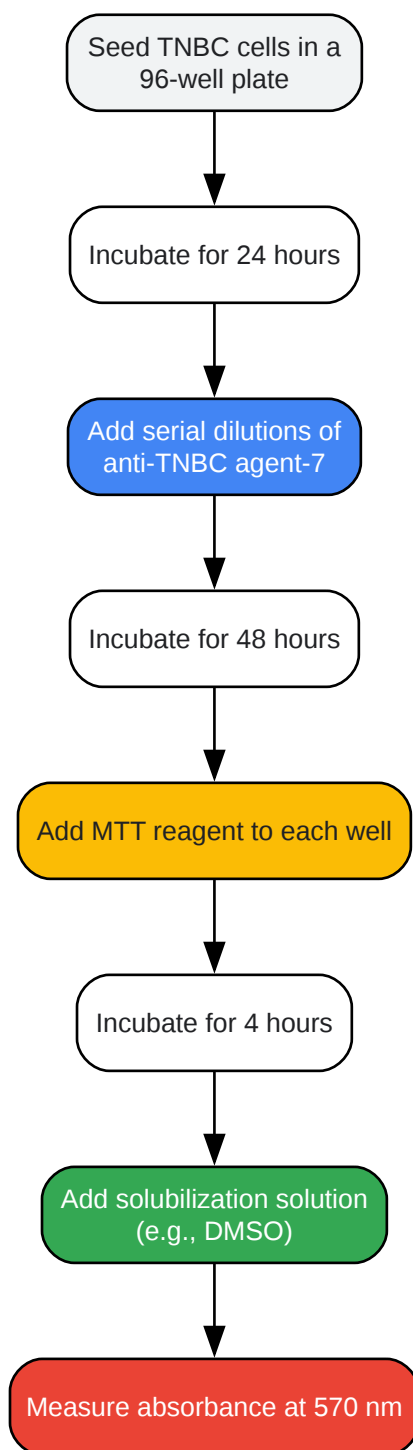 Seed TNBC cells in a
96-well plate
Incubate for 24 hours
Add serial dilutions of
anti-TNBC agent-7
Incubate for 48 hours
Add MTT reagent to each well
Incubate for 4 hours
Add solubilization solution
(e.g., DMSO)
Measure absorbance at 570 nm